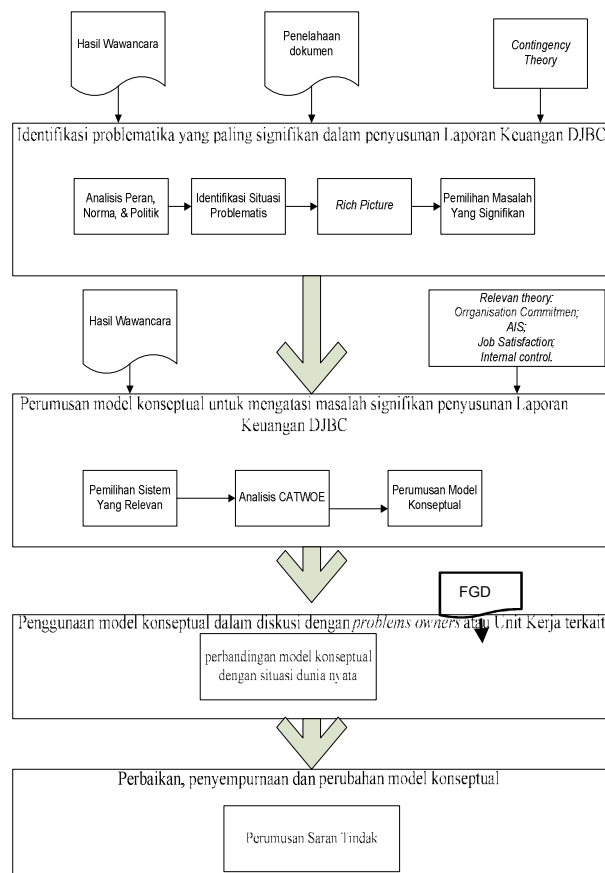 Hasil Wawancara
Penelahaan
dokumen
Contingency
Theory
Identifikasi problematika yang paling signifikan dalam penyusunan Laporan Keuangan DJBC
Analisis Peran,
Norma, & Politik
Identifikasi Situasi
Problematis
Rich Picture
Pemilihan Masalah
Yang Signifikan
Hasil Wawancara
Relevan theory:
Orrganisation Commitmen;
AIS;
Job Satisfaction;
Internal control.
Perumusan model konseptual untuk mengatasi masalah signifikan penyusunan Laporan
Keuangan DJBC
Pemilihan Sistem
Yang Relevan
Analisis CATWOE
Perumusan Model
Konseptual
FGD
Penggunaan model konseptual dalam diskusi dengan problems owners atau Unit Kerja terkait
perbandingan model konseptual
dengan situasi dunia nyata
Perbaikan, penyempurnaan dan perubahan model konseptual
Perumusan Saran Tindak